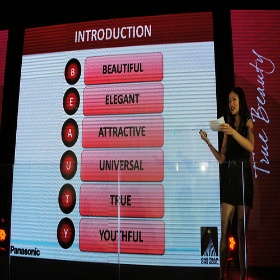 INTRODUCTION
B BEAUTIFUL
E ELEGANT
A ATTRACTIVE
U UNIVERSAL
T TRUE
Y YOUTHFUL
Panasonic
True Beauty